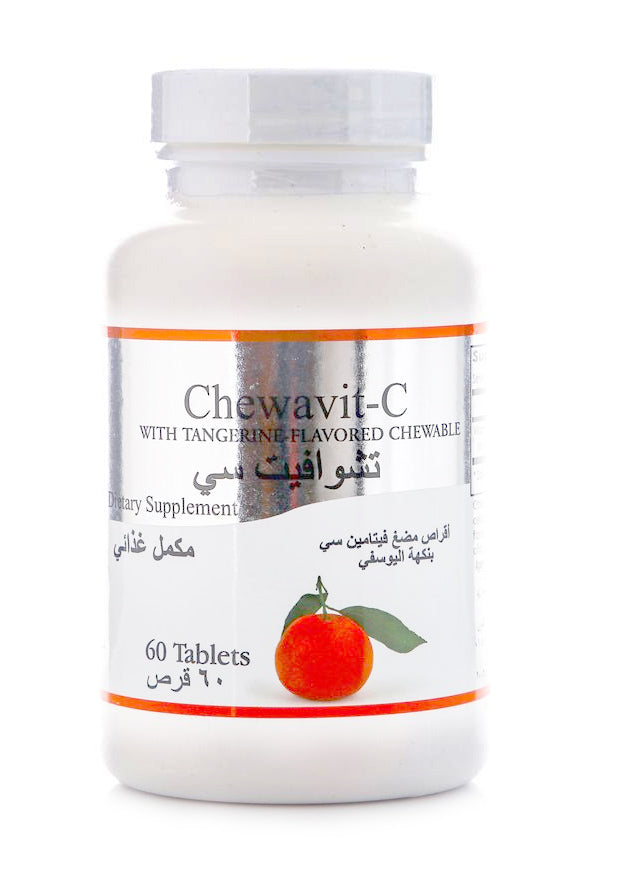 Chewavit-C
WITH TANGERINE-FLAVORED CHEWABLE
تشوافيت سي
Dietary Supplement
مكمل غذائي
أقراص مضغ فيتامين سي
بنكهة اليوسفي
60 Tablets
٦٠ قرص